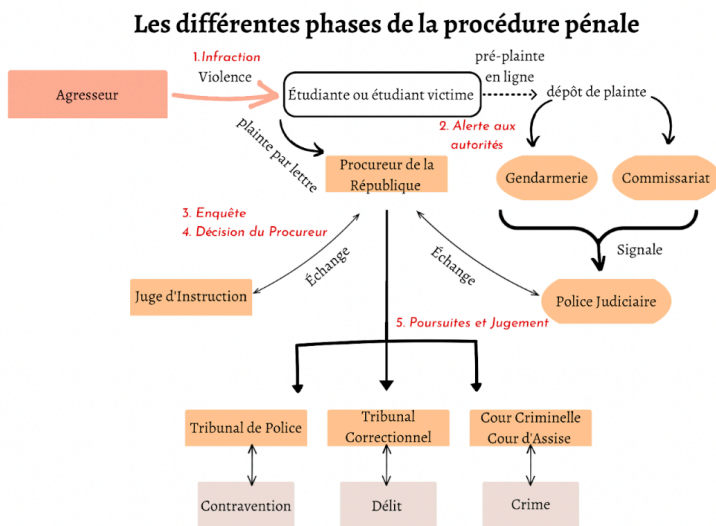 Les différentes phases de la procédure pénale
1. Infraction
Violence
pré-plainte
en ligne
Agresseur
Étudiante ou étudiant victime
dépôt de plainte
plainte par lettre
2. Alerte aux
autorités
Procureur de la
République
Gendarmerie
Commissariat
3. Enquête
4. Décision du Procureur
Échange
Échange
Signale
Juge d'Instruction
Police Judiciaire
5. Poursuites et Jugement
Tribunal de Police
Tribunal
Correctionnel
Cour Criminelle
Cour d'Assise
Contravention
Délit
Crime